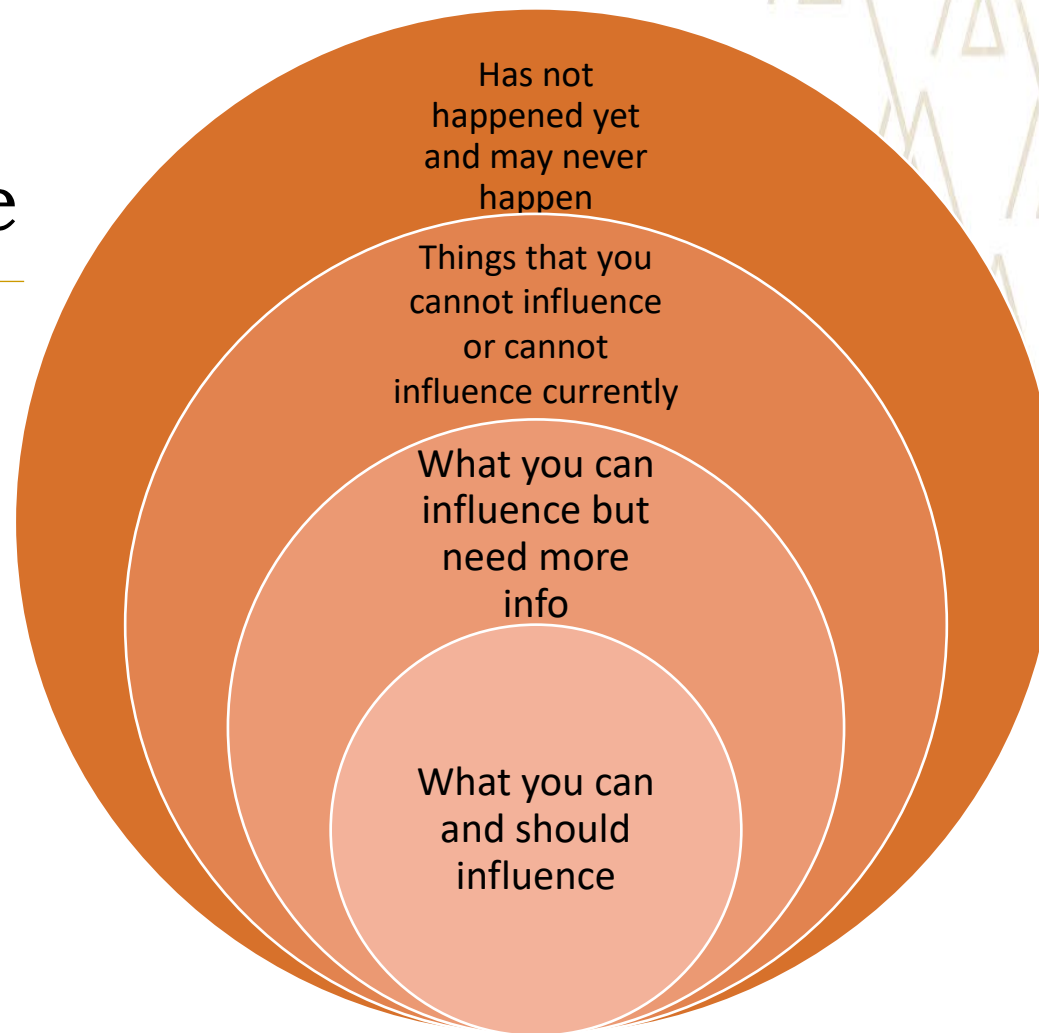 e
Has not
happened yet
and may never
happen
Things that you
cannot influence
or cannot
influence currently
What you can
influence but
need more
info
What you can
and should
influence